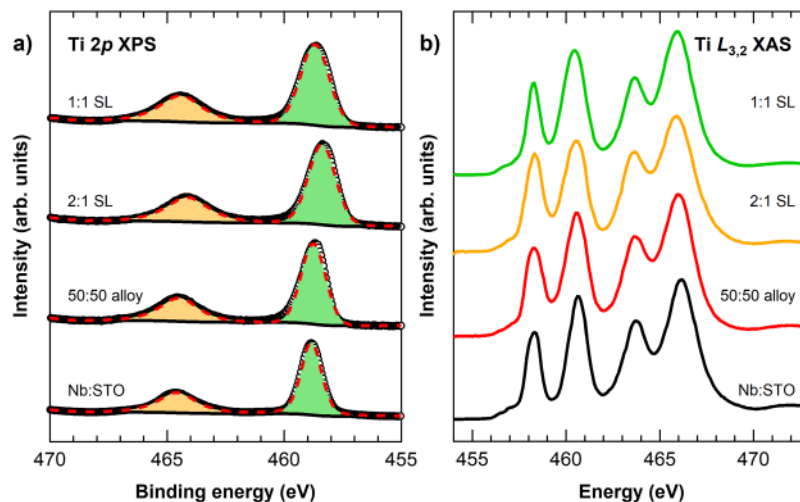 a) Ti 2p XPS
1:1 SL
2:1 SL
50:50 alloy
Nb:STO
Intensity (arb. units)
470 465 460 455
Binding energy (eV)
b) Ti L3,2 XAS
1:1 SL
2:1 SL
50:50 alloy
Nb:STO
Intensity (arb. units)
455 460 465 470
Energy (eV)